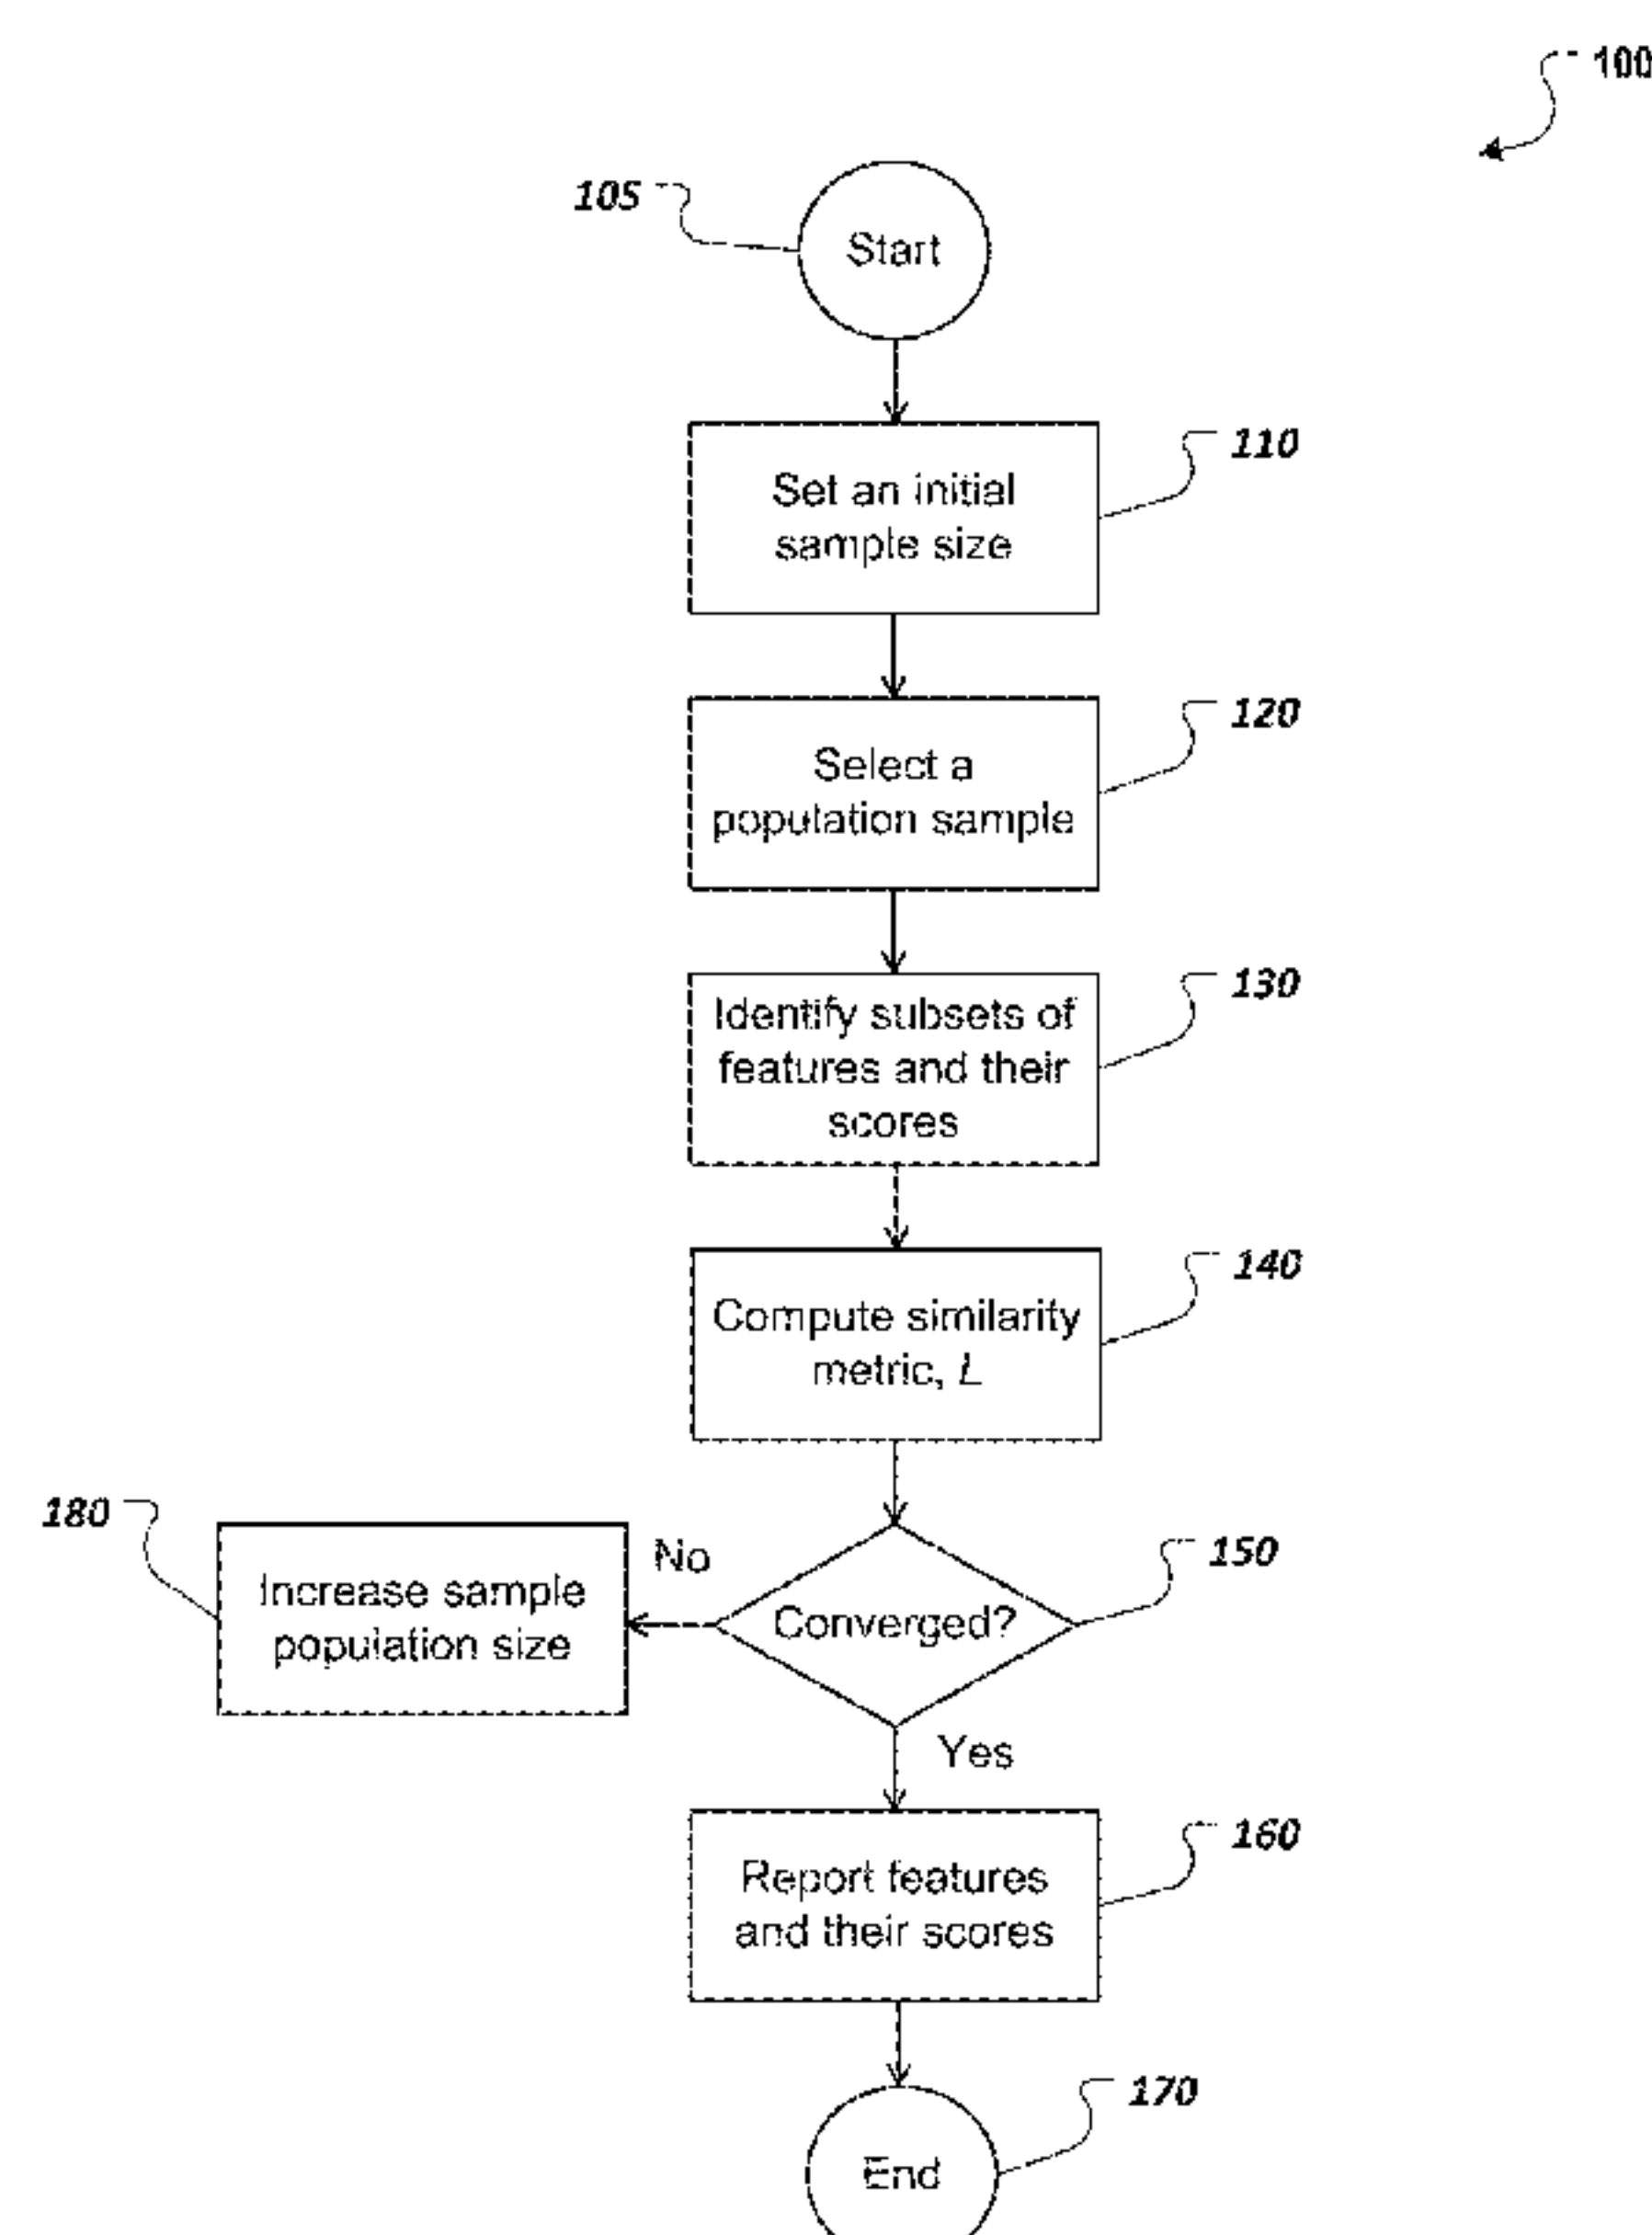 100
105
Start
110
Set an initial
sample size
120
Select a
population sample
130
Identify subsets of
features and their
scores
140
Compute similarity
metric, L
180
Increase sample
population size
No
150
Converged?
Yes
160
Report features
and their scores
170
End